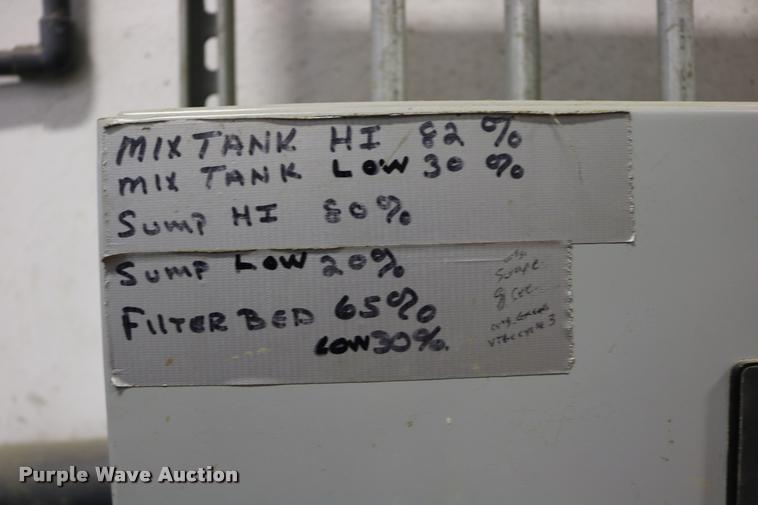 MIX TANK HI 82%
MIX TANK LOW 30%
SUMP HI 80%
SUMP LOW 20%
FILTER BED 65%
LOW 30%
3
Purple Wave Auction